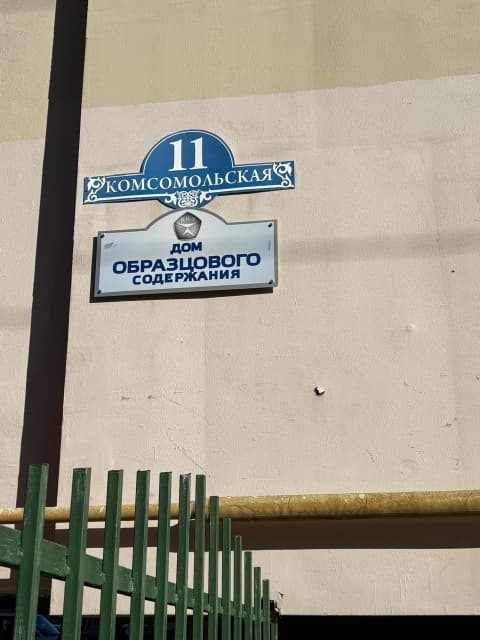 11
КОМСОМОЛЬСКАЯ
ДОМ
ОБРАЗЦОВОГО
СОДЕРЖАНИЯ